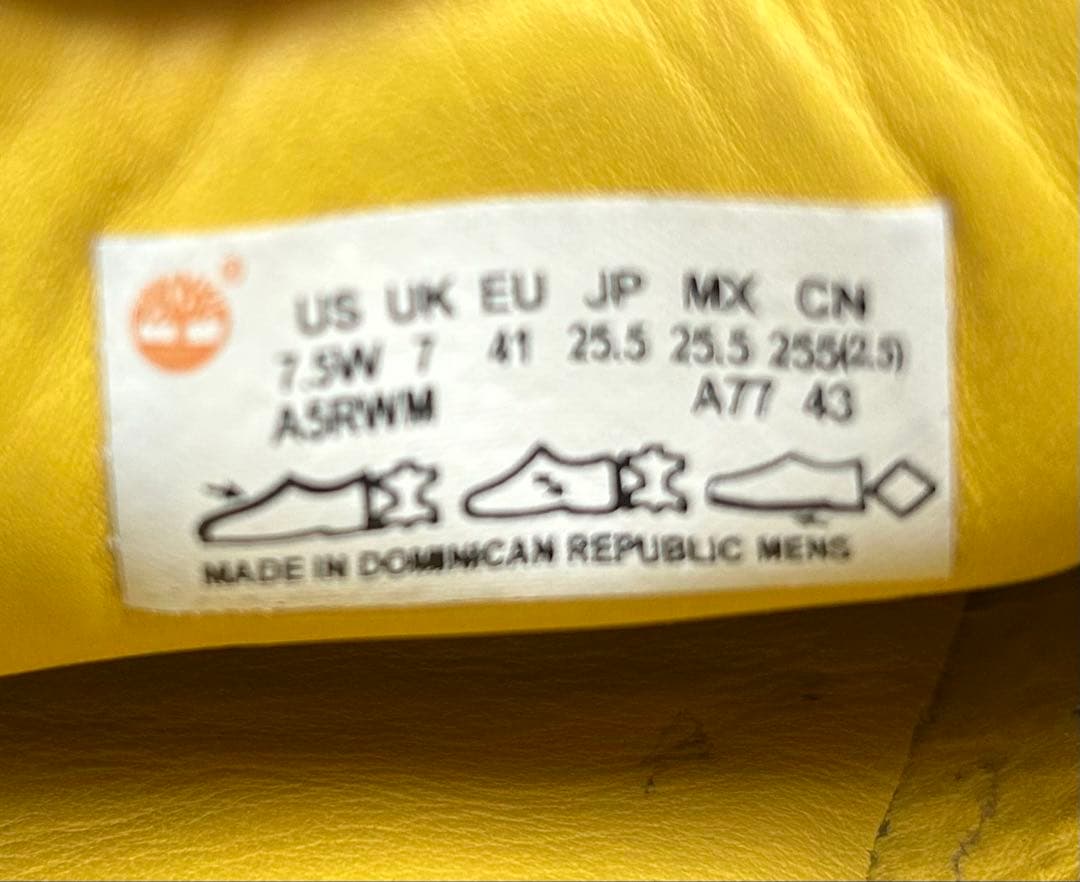 US UK EU JP MX CN
7.5W 7 41 25.5 25.5 255(2.5)
A5RWM A77 43
MADE IN DOMINICAN REPUBLIC MENS